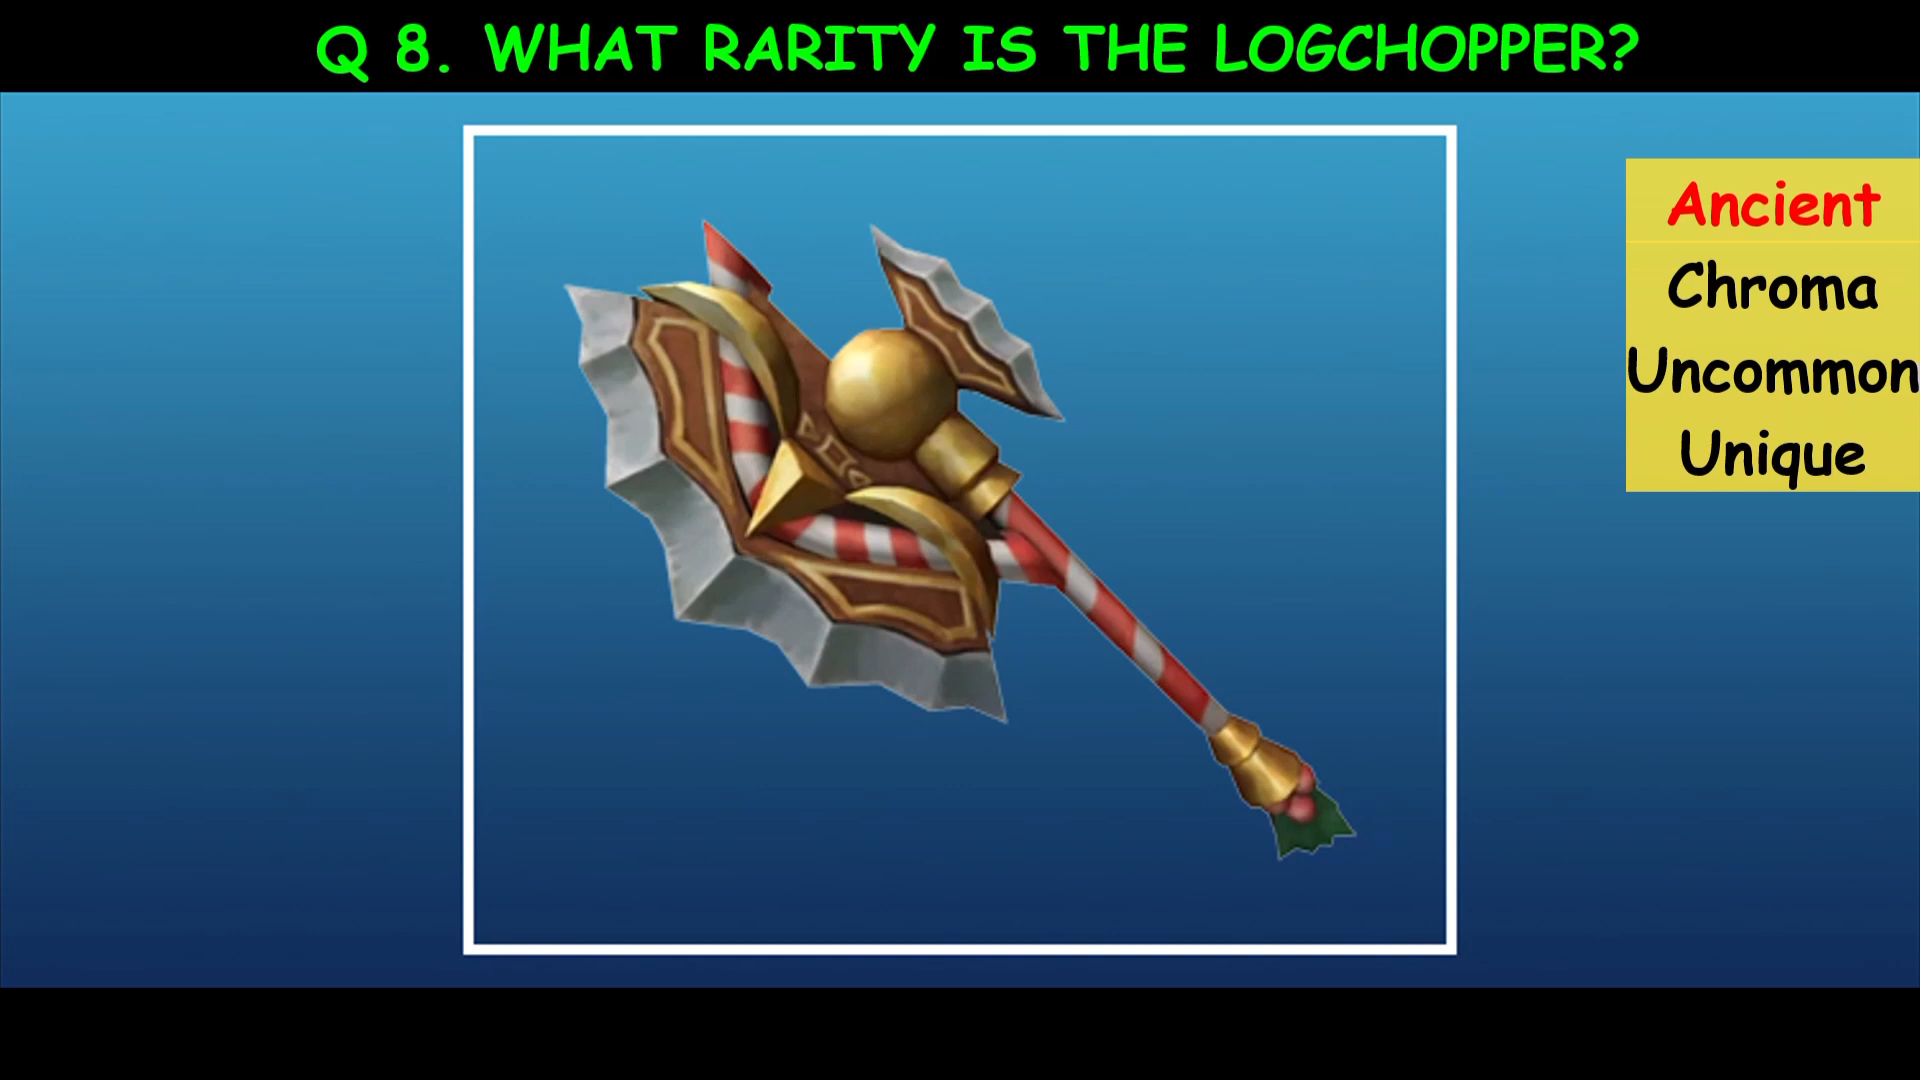 Q 8. WHAT RARITY IS THE LOGCHOPPER?
Ancient
Chroma
Uncommon
Unique